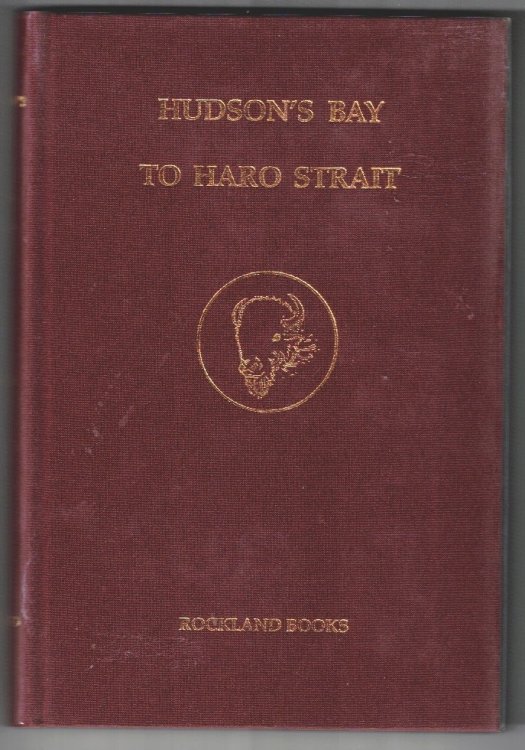 HUDSON'S BAY
TO HARO STRAIT
ROCKLAND BOOKS